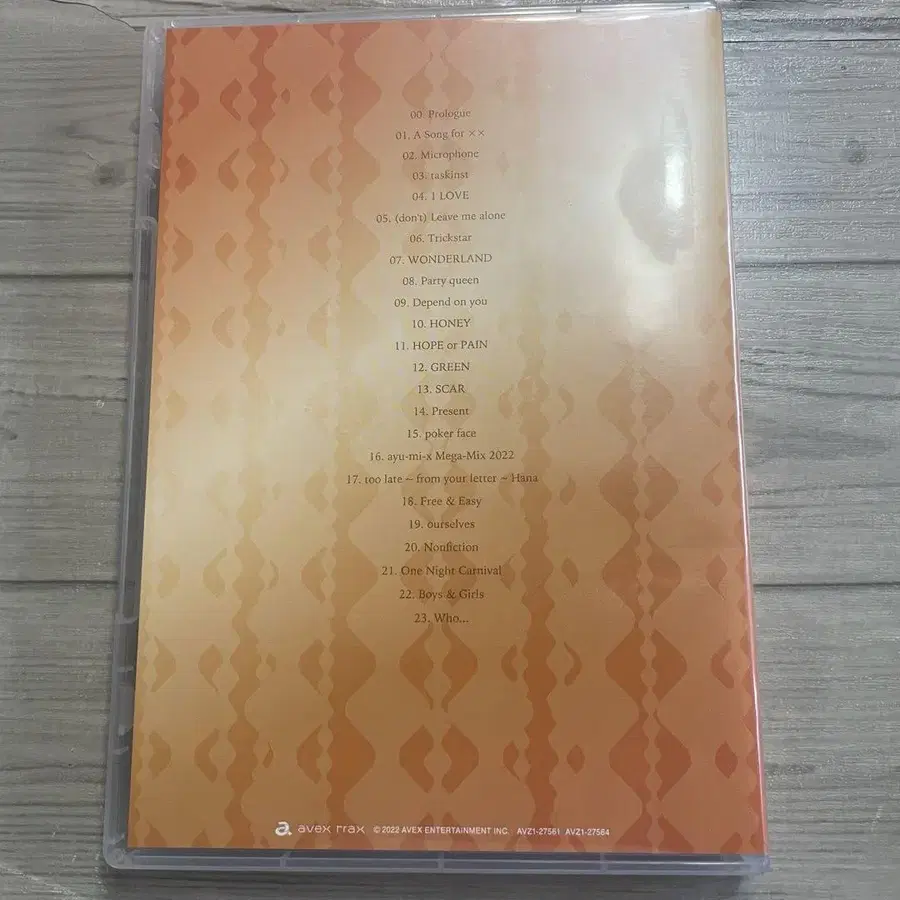 00 Prologue
01. A Song for ××
02. Microphone
03. taskinst
04. I LOVE
05. (don't) Leave me alone
06. Trickstar
07. WONDERLAND
08. Party queen
09. Depend on you
10. HONEY
11. HOPE or PAIN
12. GREEN
13. SCAR
14. Present
15. poker face
16. ayu-mi-x Mega-Mix 2022
17. too late ~ from your letter ~ Hana
18. Free & Easy
19. ourselves
20. Nonfiction
21. One Night Carnival
22. Boys & Girls
23. Who...
a. avex trax © 2022 AVEX ENTERTAINMENT INC. AVZ1-27561 AVZ1-27564